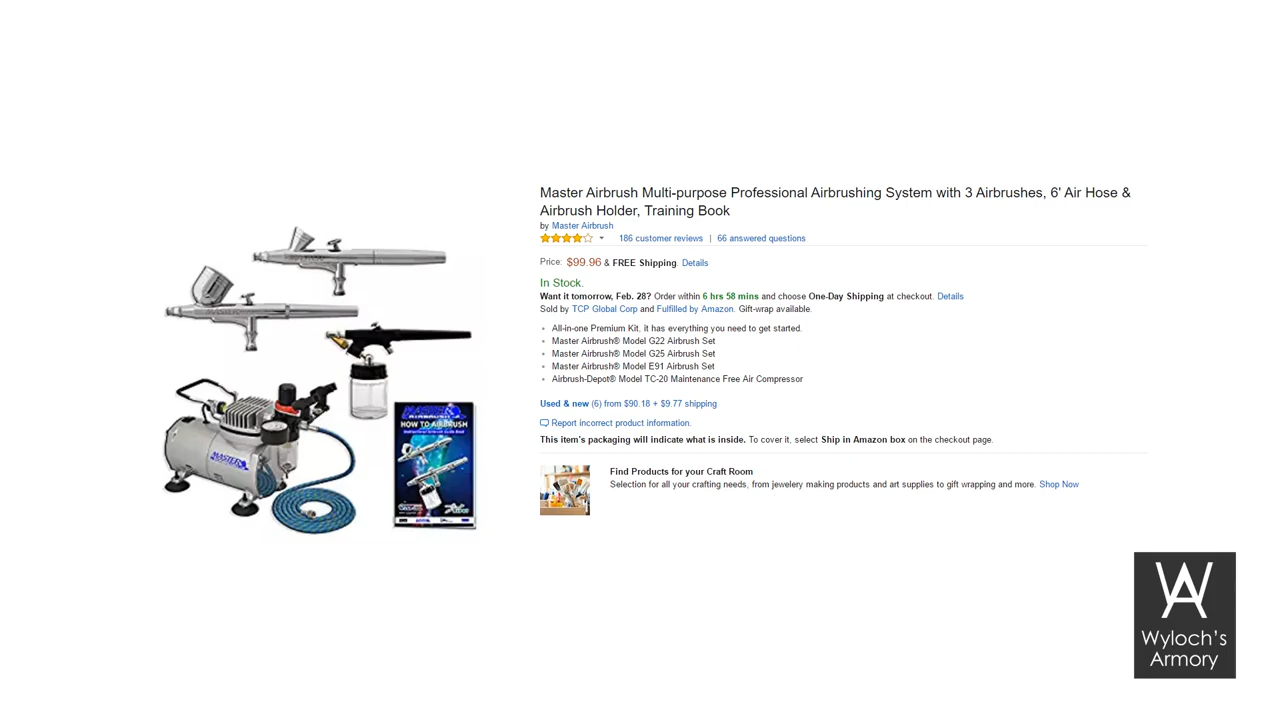 Master Airbrush Multi-purpose Professional Airbrushing System with 3 Airbrushes, 6' Air Hose &
Airbrush Holder, Training Book
by Master Airbrush
186 customer reviews | 66 answered questions
Price: $99.96 & FREE Shipping. Details
In Stock.
Want it tomorrow, Feb. 28? Order within 6 hrs 58 mins and choose One-Day Shipping at checkout. Details
Sold by TCP Global Corp and Fulfilled by Amazon. Gift-wrap available.
All-in-one Premium Kit, it has everything you need to get started.
Master Airbrush® Model G22 Airbrush Set
Master Airbrush® Model G25 Airbrush Set
Master Airbrush® Model E91 Airbrush Set
Airbrush-Depot® Model TC-20 Maintenance Free Air Compressor
Used & new (6) from $90.18 + $9.77 shipping
Report incorrect product information.
This item's packaging will indicate what is inside. To cover it, select Ship in Amazon box on the checkout page.
Find Products for your Craft Room
Selection for all your crafting needs, from jewelery making products and art supplies to gift wrapping and more. Shop Now
MASTER
MASTER
AIRBRUSH
HOW TO AIRBRUSH
WA
Wyloch's
Armory